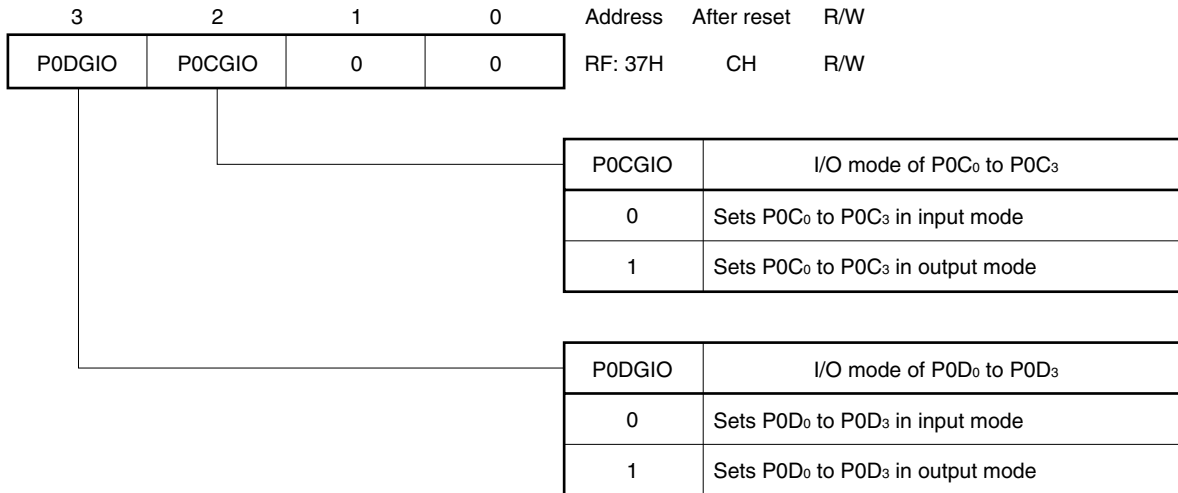 3 2 1 0 Address After reset R/W
P0DGIO P0CGIO 0 0 RF: 37H CH R/W
P0CGIO I/O mode of P0C₀ to P0C₃
0 Sets P0C₀ to P0C₃ in input mode
1 Sets P0C₀ to P0C₃ in output mode
P0DGIO I/O mode of P0D₀ to P0D₃
0 Sets P0D₀ to P0D₃ in input mode
1 Sets P0D₀ to P0D₃ in output mode